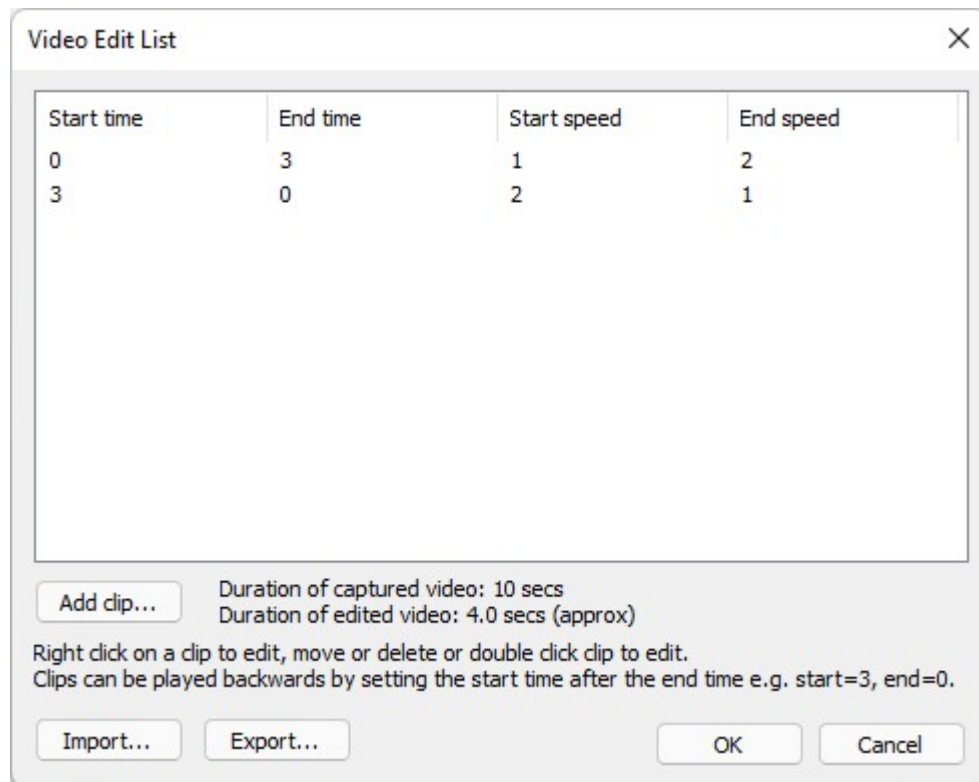 Video Edit List
Start time End time Start speed End speed
0 3 1 2
3 0 2 1
Add clip... Duration of captured video: 10 secs
Duration of edited video: 4.0 secs (approx)
Right click on a clip to edit, move or delete or double click clip to edit.
Clips can be played backwards by setting the start time after the end time e.g. start=3, end=0.
Import... Export... OK Cancel